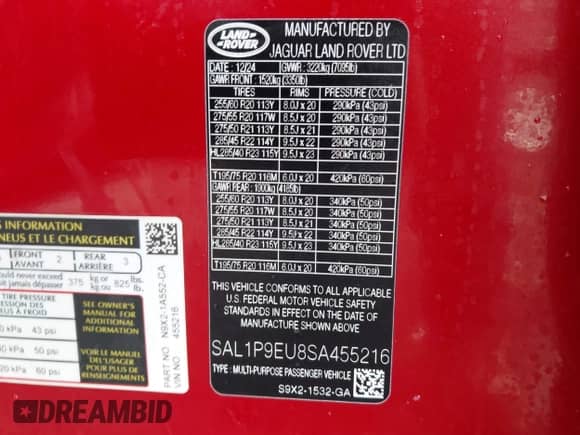 LAND ROVER
MANUFACTURED BY
JAGUAR LAND ROVER LTD
DATE : 12/24 GVWR : 3220kg (7095lb)
GAWR FRONT : 1520kg (3350lb)
TIRES RIMS PRESSURE (COLD)
255/60 R20 113Y 8.0J x 20 290kPa (43psi)
275/55 R20 117W 8.5J x 20 290kPa (43psi)
275/50 R21 113Y 8.5J x 21 290kPa (43psi)
285/45 R22 114Y 9.5J x 22 290kPa (43psi)
HL285/40 R23 115Y 9.5J x 23 290kPa (43psi)
T195/75 R20 116M 6.0J x 20 420kPa (60psi)
GAWR REAR : 1900kg (4185lb)
255/60 R20 113Y 8.0J x 20 340kPa (50psi)
275/55 R20 117W 8.5J x 20 340kPa (50psi)
275/50 R21 113Y 8.5J x 21 340kPa (50psi)
285/45 R22 114Y 9.5J x 22 340kPa (50psi)
HL285/40 R23 115Y 9.5J x 23 340kPa (50psi)
T195/75 R20 116M 6.0J x 20 420kPa (60psi)
THIS VEHICLE CONFORMS TO ALL APPLICABLE
U.S. FEDERAL MOTOR VEHICLE SAFETY
STANDARDS IN EFFECT ON THE DATE OF
MANUFACTURE SHOWN ABOVE.
SAL1P9EU8SA455216
TYPE : MULTI-PURPOSE PASSENGER VEHICLE
S9X2-1532-GA
INFORMATION
PNEUS ET LE CHARGEMENT
FRONT 2 REAR 3
AVANT ARRIÈRE
ould never exceed 375 kg or 825 lbs.
kg ou lb.
TIRE PRESSURE
ESSION DES
S À FROID
0 kPa 43 psi
0 kPa 50 psi
20 kPa 60 psi
SEE OWNER'S
MANUAL FOR
ADDITIONAL
INFORMATION
VOIR LE MANUEL
DE L'USAGER
POUR PLUS DE
RENSEIGNEMENTS
N9X2-1A552-CA
VIN NO. 455216
DREAMBID